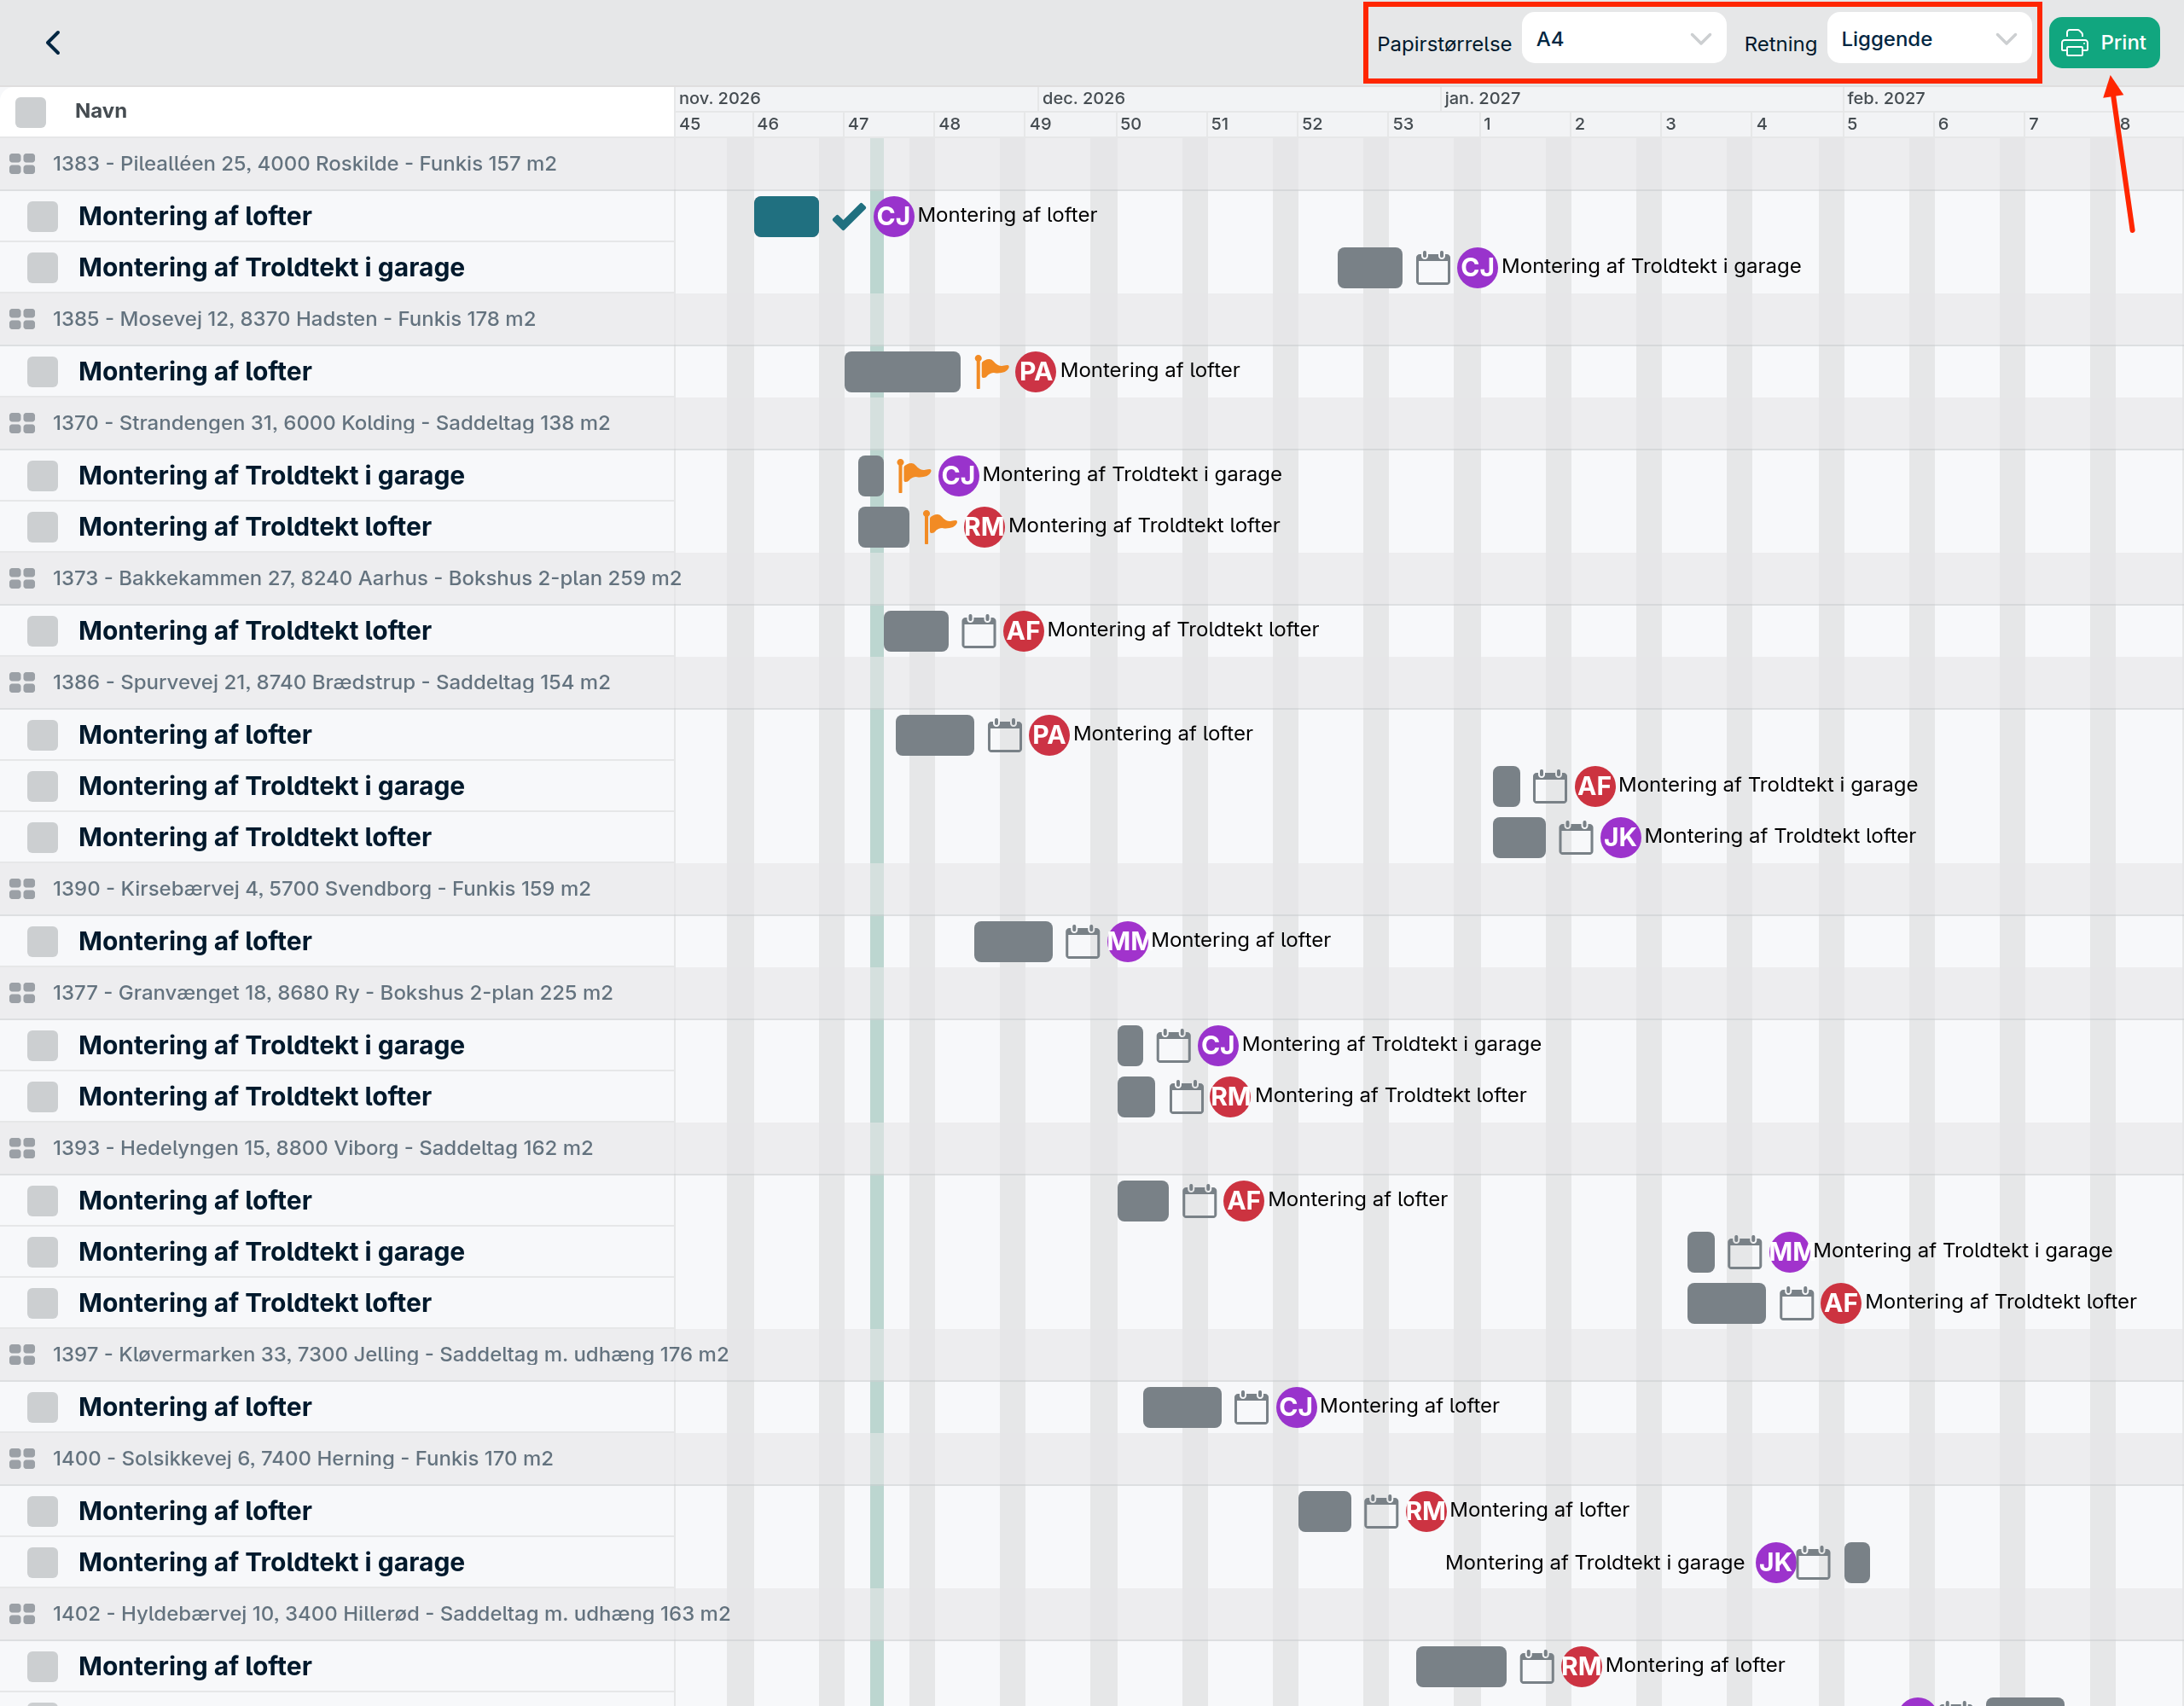 Papirstørrelse A4 Retning Liggende Print
Navn
nov. 2026 dec. 2026 jan. 2027 feb. 2027
45 46 47 48 49 50 51 52 53 1 2 3 4 5 6 7 8
1383 - Pilealléen 25, 4000 Roskilde - Funkis 157 m2
Montering af lofter CJ Montering af lofter
Montering af Troldtekt i garage CJ Montering af Troldtekt i garage
1385 - Mosevej 12, 8370 Hadsten - Funkis 178 m2
Montering af lofter PA Montering af lofter
1370 - Strandengen 31, 6000 Kolding - Saddeltag 138 m2
Montering af Troldtekt i garage CJ Montering af Troldtekt i garage
Montering af Troldtekt lofter RM Montering af Troldtekt lofter
1373 - Bakkekammen 27, 8240 Aarhus - Bokshus 2-plan 259 m2
Montering af Troldtekt lofter AF Montering af Troldtekt lofter
1386 - Spurvevej 21, 8740 Brædstrup - Saddeltag 154 m2
Montering af lofter PA Montering af lofter
Montering af Troldtekt i garage AF Montering af Troldtekt i garage
Montering af Troldtekt lofter JK Montering af Troldtekt lofter
1390 - Kirsebærvej 4, 5700 Svendborg - Funkis 159 m2
Montering af lofter MM Montering af lofter
1377 - Granvænget 18, 8680 Ry - Bokshus 2-plan 225 m2
Montering af Troldtekt i garage CJ Montering af Troldtekt i garage
Montering af Troldtekt lofter RM Montering af Troldtekt lofter
1393 - Hedelyngen 15, 8800 Viborg - Saddeltag 162 m2
Montering af lofter AF Montering af lofter
Montering af Troldtekt i garage MM Montering af Troldtekt i garage
Montering af Troldtekt lofter AF Montering af Troldtekt lofter
1397 - Kløvermarken 33, 7300 Jelling - Saddeltag m. udhæng 176 m2
Montering af lofter CJ Montering af lofter
1400 - Solsikkevej 6, 7400 Herning - Funkis 170 m2
Montering af lofter RM Montering af lofter
Montering af Troldtekt i garage Montering af Troldtekt i garage JK
1402 - Hyldebærvej 10, 3400 Hillerød - Saddeltag m. udhæng 163 m2
Montering af lofter RM Montering af lofter